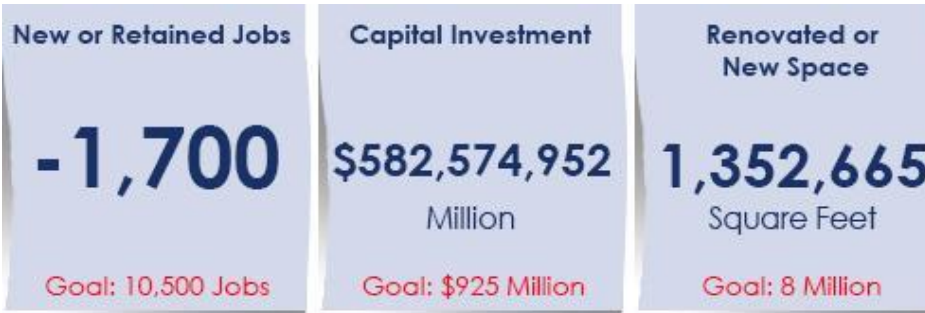 New or Retained Jobs
-1,700
Goal: 10,500 Jobs
Capital Investment
$582,574,952
Million
Goal: $925 Million
Renovated or
New Space
1,352,665
Square Feet
Goal: 8 Million